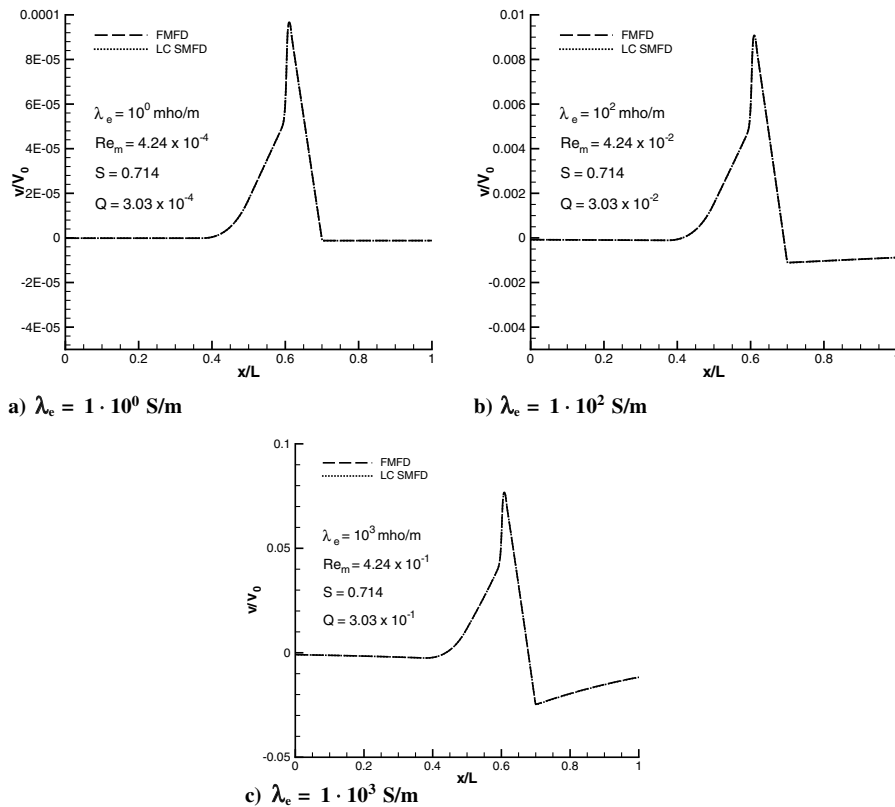 0.0001
8E-05
6E-05
4E-05
2E-05
0
-2E-05
-4E-05
v/V₀
FMFD
LC SMFD
λ e = 10⁰ mho/m
Reₘ = 4.24 x 10⁻⁴
S = 0.714
Q = 3.03 x 10⁻⁴
0 0.2 0.4 0.6 0.8 1
x/L
a) λₑ = 1 · 10⁰ S/m
0.01
0.008
0.006
0.004
0.002
0
-0.002
-0.004
v/V₀
FMFD
LC SMFD
λ e = 10² mho/m
Reₘ = 4.24 x 10⁻²
S = 0.714
Q = 3.03 x 10⁻²
0 0.2 0.4 0.6 0.8 1
x/L
b) λₑ = 1 · 10² S/m
0.1
0.05
0
-0.05
v/V₀
FMFD
LC SMFD
λ e = 10³ mho/m
Reₘ = 4.24 x 10⁻¹
S = 0.714
Q = 3.03 x 10⁻¹
0 0.2 0.4 0.6 0.8 1
x/L
c) λₑ = 1 · 10³ S/m